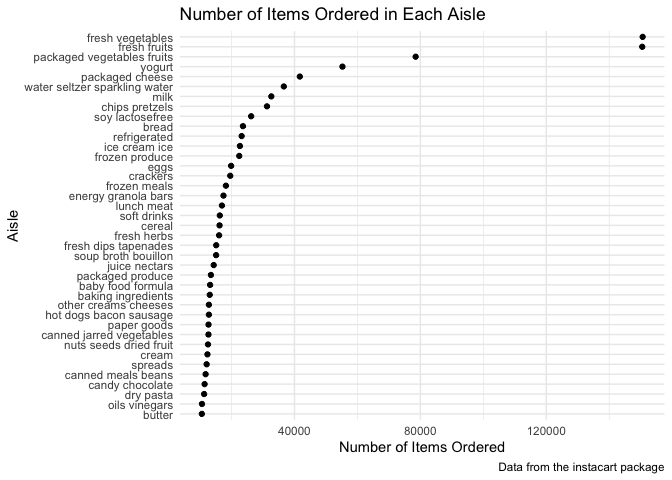 Number of Items Ordered in Each Aisle
fresh vegetables
fresh fruits
packaged vegetables fruits
yogurt
packaged cheese
water seltzer sparkling water
milk
chips pretzels
soy lactosefree
bread
refrigerated
ice cream ice
frozen produce
eggs
crackers
frozen meals
energy granola bars
lunch meat
soft drinks
cereal
fresh herbs
fresh dips tapenades
soup broth bouillon
juice nectars
packaged produce
baby food formula
baking ingredients
other creams cheeses
hot dogs bacon sausage
paper goods
canned jarred vegetables
nuts seeds dried fruit
cream
spreads
canned meals beans
candy chocolate
dry pasta
oils vinegars
butter
Aisle
40000 80000 120000
Number of Items Ordered
Data from the instacart package